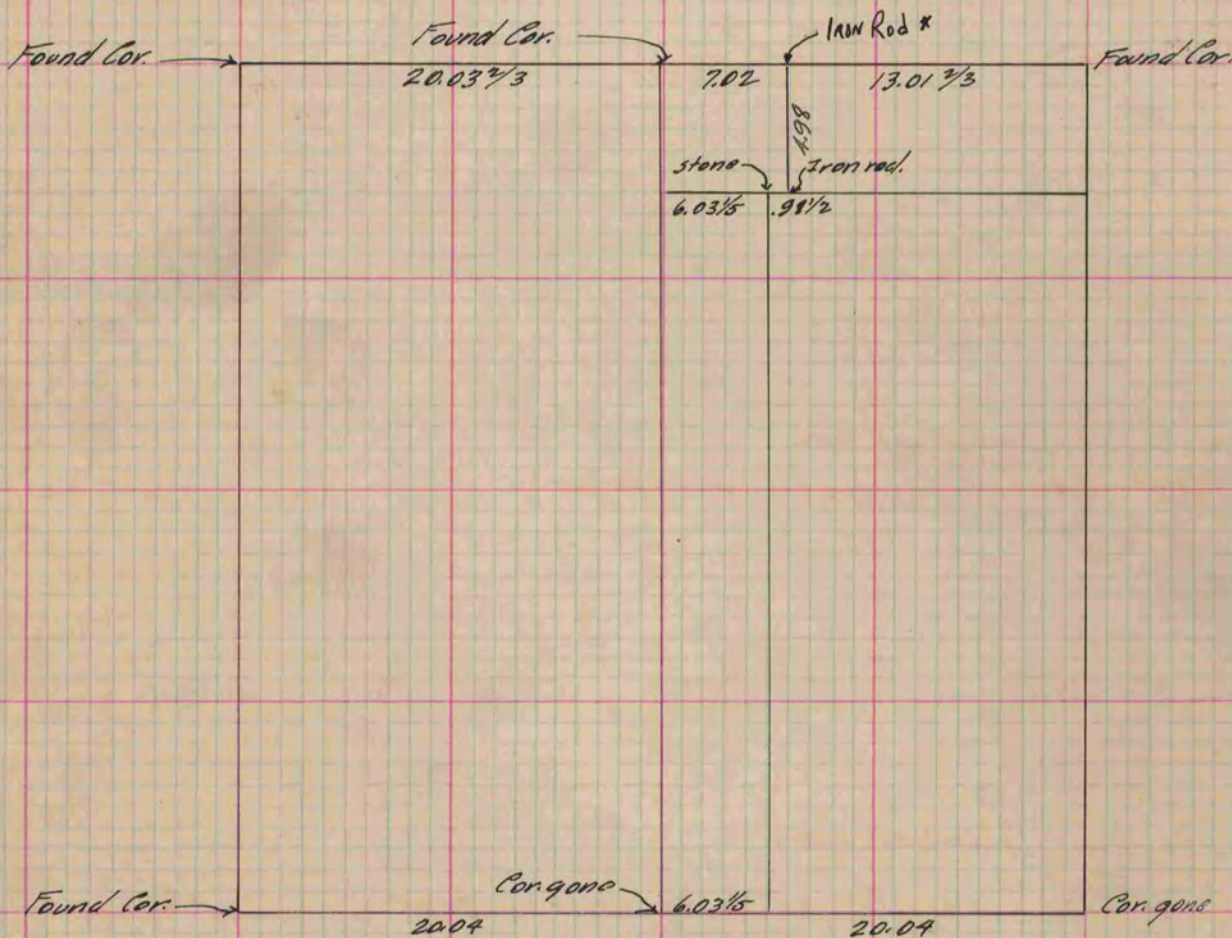 Found Cor.
Found Cor.
Iron Rod *
Found Cor.
20.03 2/3
7.02
13.01 2/3
stone
Iron rod.
6.03 1/5
.98 1/2
Found Cor.
Cor. gone
6.03 1/5
Cor. gone
20.04
20.04